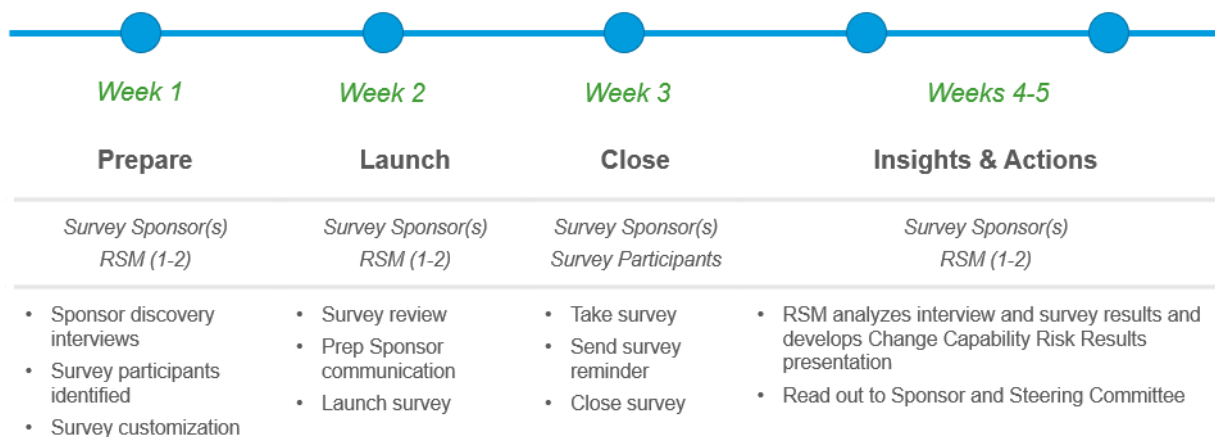 Week 1
Week 2
Week 3
Weeks 4-5
Prepare
Launch
Close
Insights & Actions
Survey Sponsor(s)
RSM (1-2)
Survey Sponsor(s)
RSM (1-2)
Survey Sponsor(s)
Survey Participants
Survey Sponsor(s)
RSM (1-2)
• Sponsor discovery
interviews
• Survey participants
identified
• Survey customization
• Survey review
• Prep Sponsor
communication
• Launch survey
• Take survey
• Send survey
reminder
• Close survey
• RSM analyzes interview and survey results and
develops Change Capability Risk Results
presentation
• Read out to Sponsor and Steering Committee